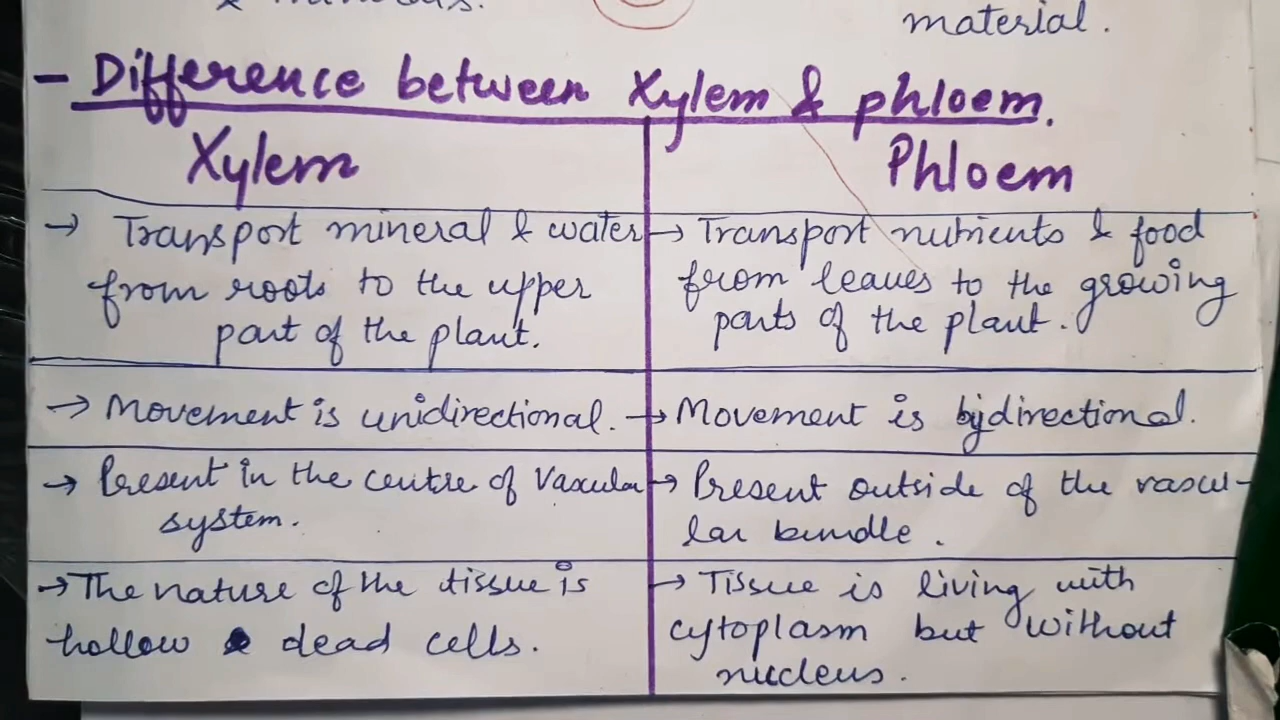 & minerals.
material.
- Difference between Xylem & phloem.
Xylem
Phloem
→ Transport mineral & water
from roots to the upper
part of the plant.
→ Transport nutrients & food
from leaves to the growing
parts of the plant.
→ Movement is unidirectional.
→ Movement is bidirectional.
→ Present in the centre of Vascular
system.
→ Present outside of the vascu-
lar bundle.
→ The nature of the tissue is
hollow & dead cells.
→ Tissue is living with
cytoplasm but without
nucleus.